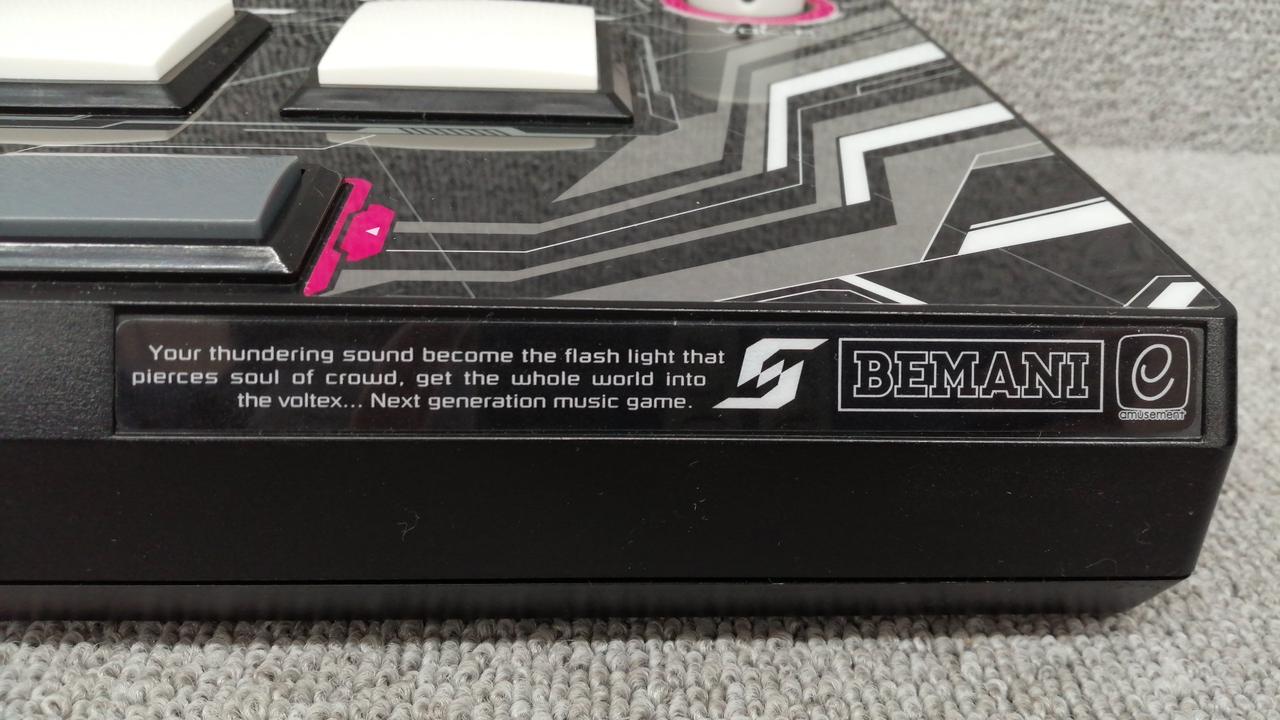 Your thundering sound become the flash light that
pierces soul of crowd, get the whole world into
the voltex... Next generation music game.
BEMANI
e
amusement